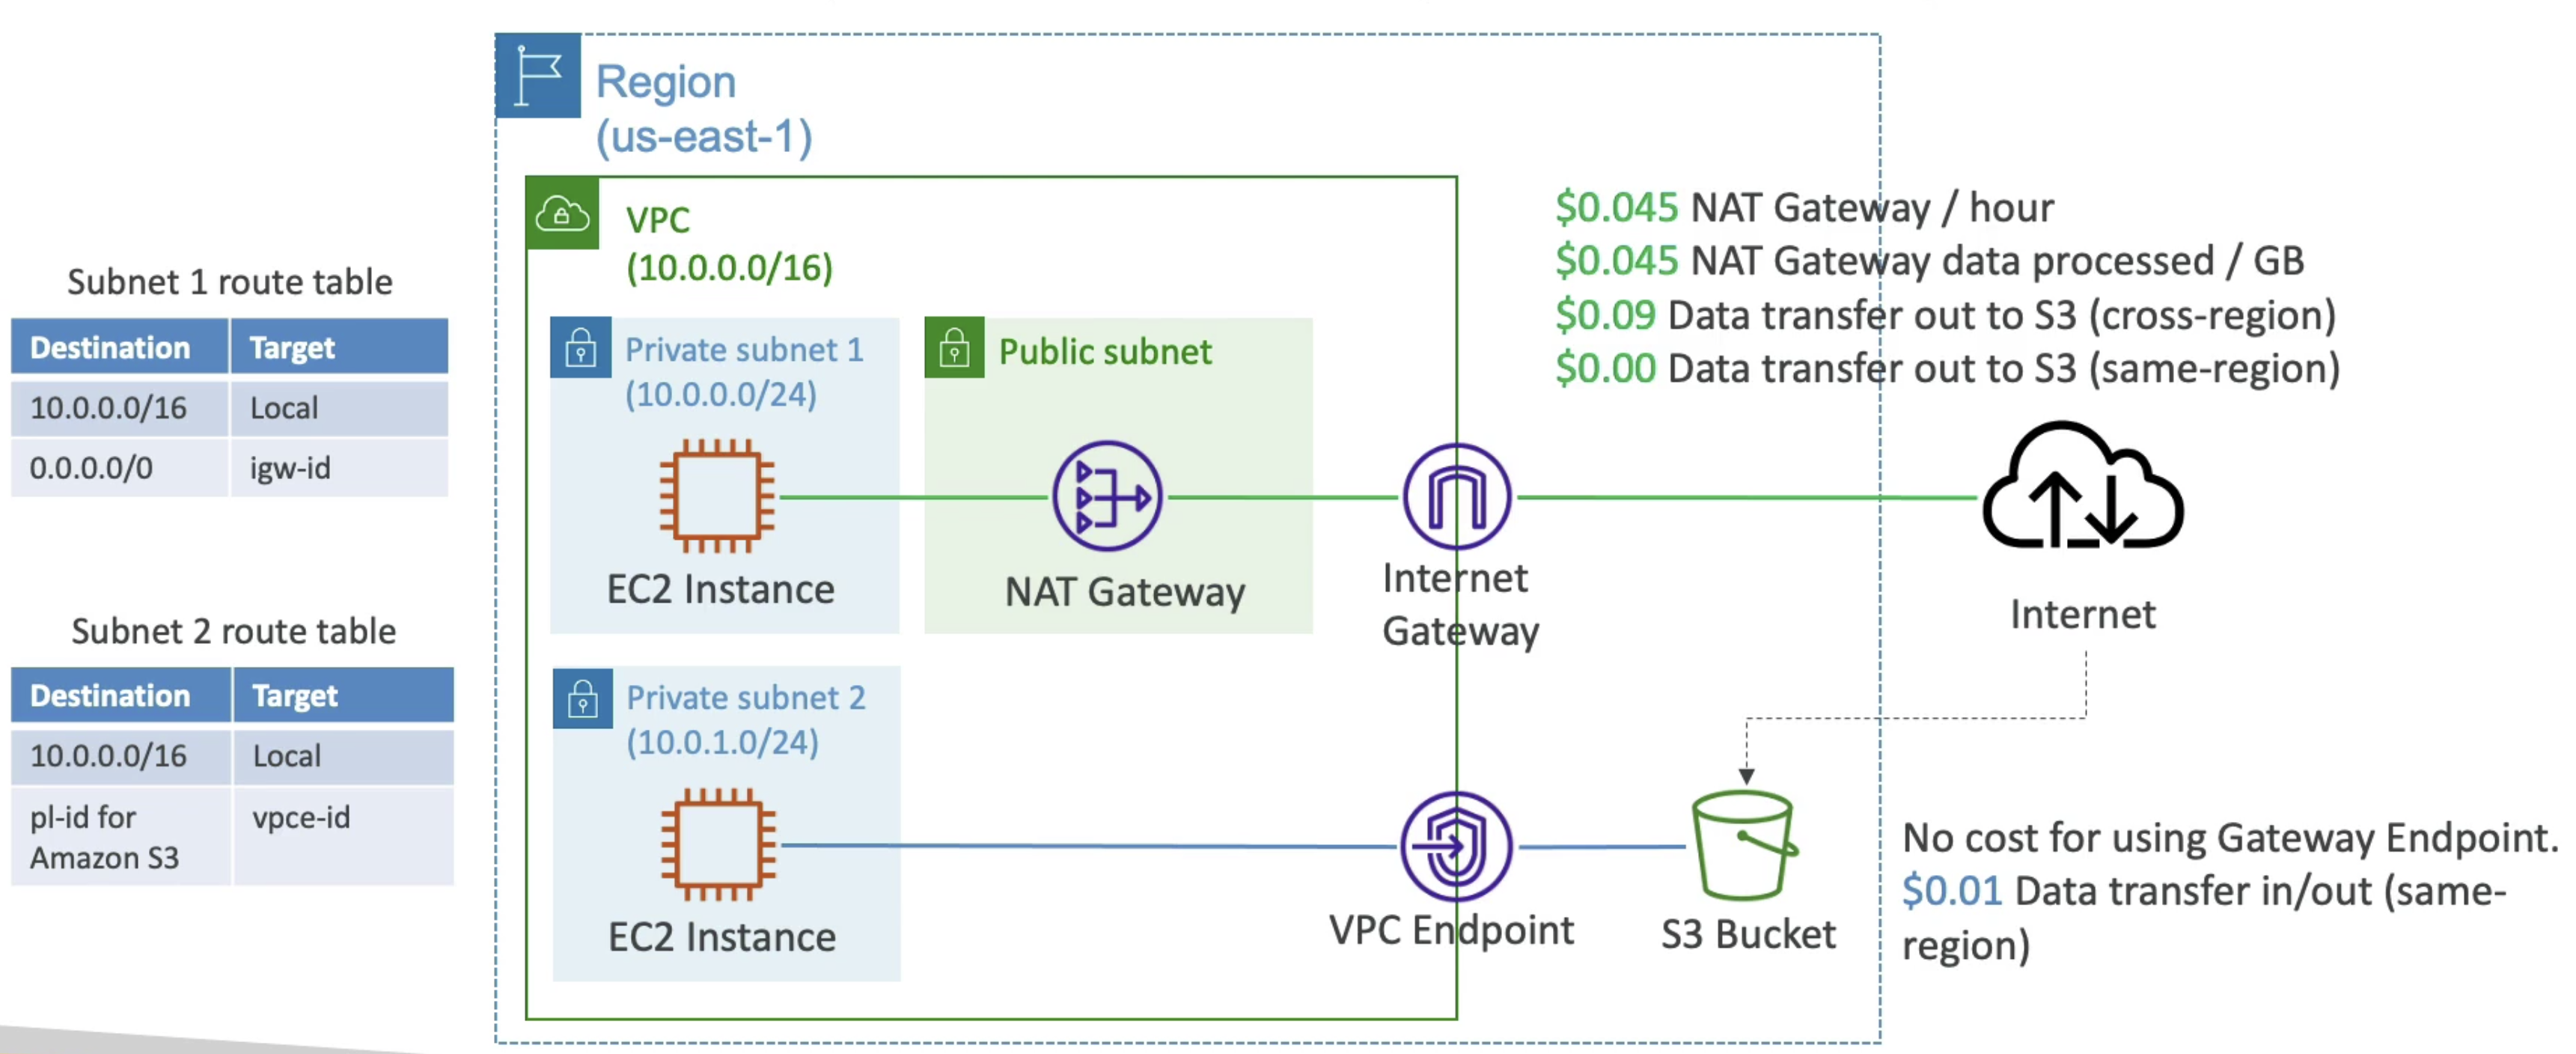 Region
(us-east-1)
VPC
(10.0.0.0/16)
$0.045 NAT Gateway / hour
$0.045 NAT Gateway data processed / GB
$0.09 Data transfer out to S3 (cross-region)
$0.00 Data transfer out to S3 (same-region)
Subnet 1 route table
Destination Target
10.0.0.0/16 Local
0.0.0.0/0 igw-id
Private subnet 1
(10.0.0.0/24)
EC2 Instance
Public subnet
NAT Gateway
Internet
Gateway
Internet
Subnet 2 route table
Destination Target
10.0.0.0/16 Local
pl-id for vpce-id
Amazon S3
Private subnet 2
(10.0.1.0/24)
EC2 Instance
VPC Endpoint
S3 Bucket
No cost for using Gateway Endpoint.
$0.01 Data transfer in/out (same-
region)